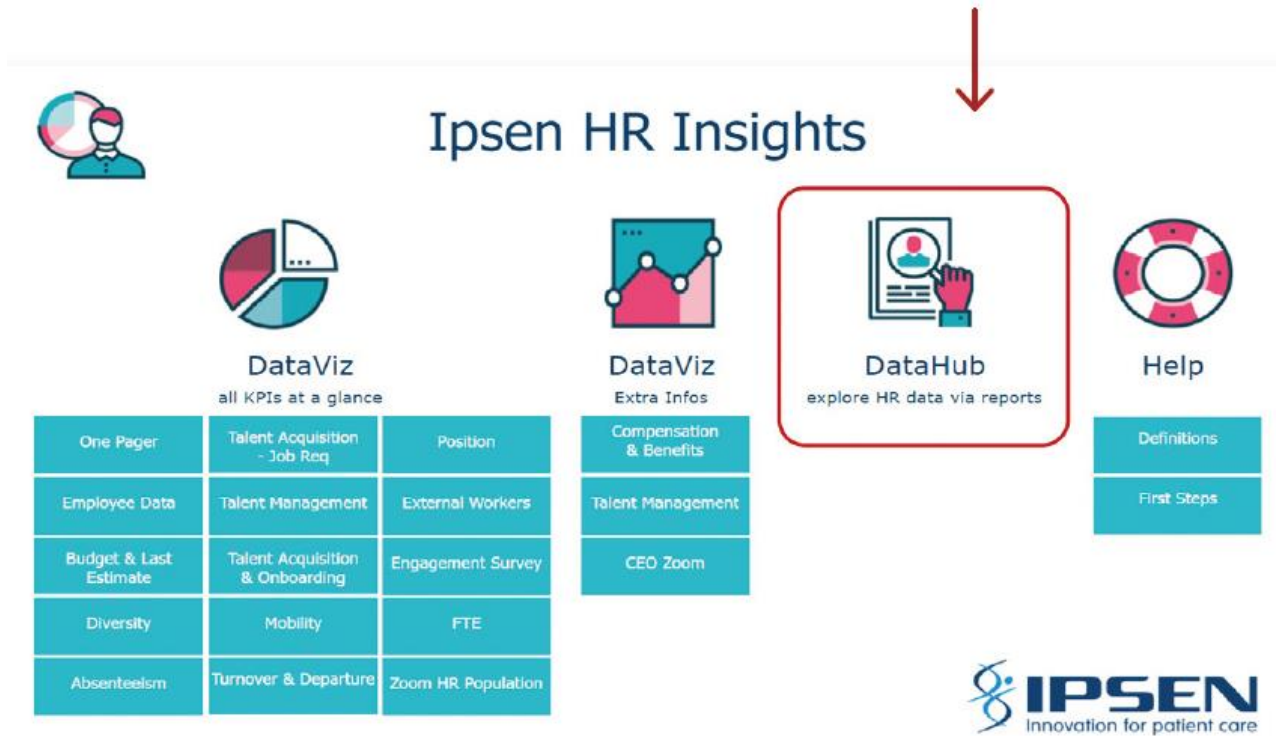 Ipsen HR Insights
DataViz
all KPIs at a glance
One Pager
Talent Acquisition
- Job Req
Position
Employee Data
Talent Management
External Workers
Budget & Last
Estimate
Talent Acquisition
& Onboarding
Engagement Survey
Diversity
Mobility
FTE
Absenteeism
Turnover & Departure
Zoom HR Population
DataViz
Extra Infos
Compensation
& Benefits
Talent Management
CEO Zoom
DataHub
explore HR data via reports
Help
Definitions
First Steps
IPSEN
Innovation for patient care